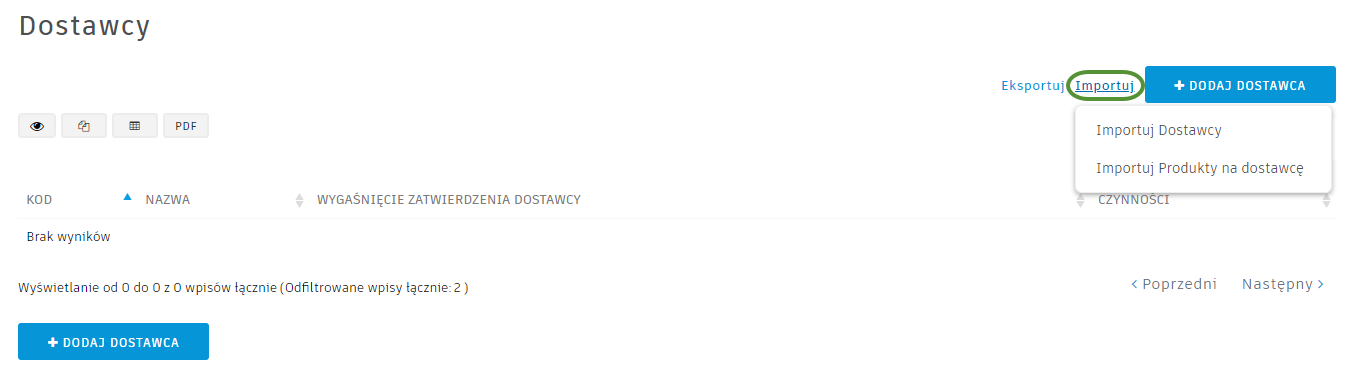 Dostawcy
Eksportuj Importuj + DODAJ DOSTAWCA
Importuj Dostawcy
Importuj Produkty na dostawcę
PDF
KOD NAZWA WYGAŚNIĘCIE ZATWIERDZENIA DOSTAWCY CZYNNOŚCI
Brak wyników
Wyświetlanie od 0 do 0 z 0 wpisów łącznie (Odfiltrowane wpisy łącznie: 2 )
< Poprzedni Następny >
+ DODAJ DOSTAWCA